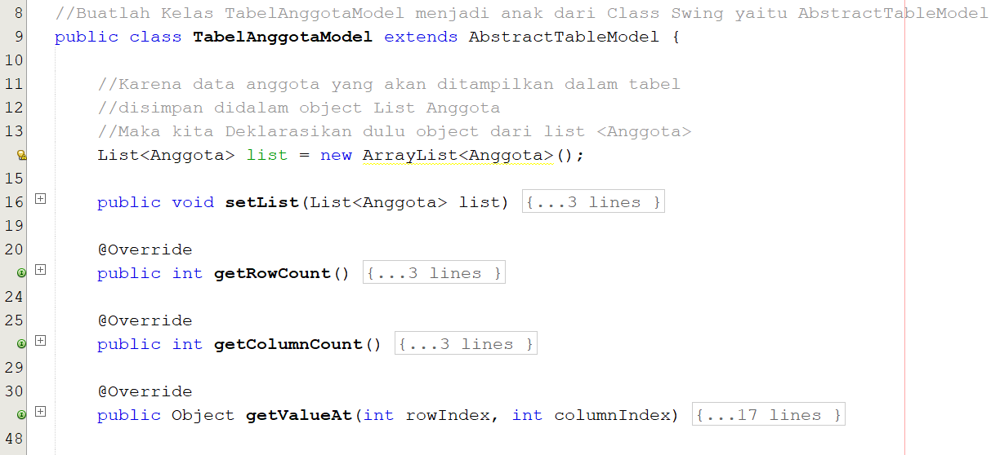 8 //Buatlah Kelas TabelAnggotaModel menjadi anak dari Class Swing yaitu AbstractTableModel
9 public class TabelAnggotaModel extends AbstractTableModel {
10
11 //Karena data anggota yang akan ditampilkan dalam tabel
12 //disimpan didalam object List Anggota
13 //Maka kita Deklarasikan dulu object dari list <Anggota>
List<Anggota> list = new ArrayList<Anggota>();
15
16 public void setList(List<Anggota> list) {...3 lines }
19
20 @Override
public int getRowCount() {...3 lines }
24
25 @Override
public int getColumnCount() {...3 lines }
29
30 @Override
public Object getValueAt(int rowIndex, int columnIndex) {...17 lines }
48